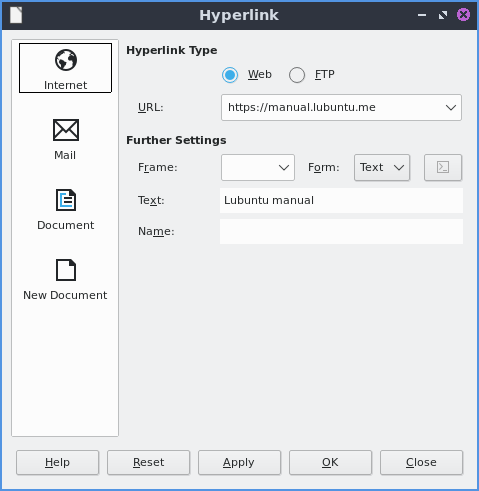 Hyperlink
Internet
Mail
Document
New Document
Hyperlink Type
Web FTP
URL: https://manual.lubuntu.me
Further Settings
Frame: Form: Text
Text: Lubuntu manual
Name:
Help Reset Apply OK Close